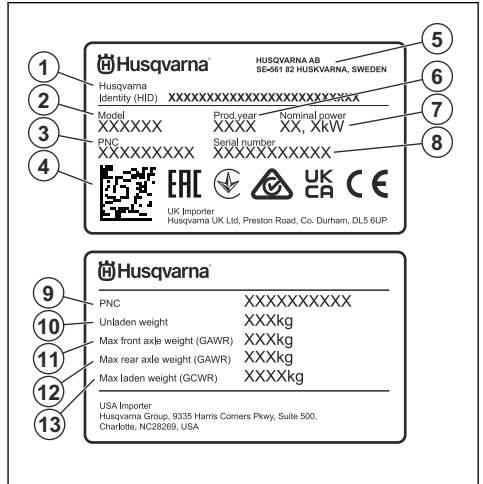 Husqvarna
HUSQVARNA AB
SE-561 82 HUSKVARNA, SWEDEN
Husqvarna
Identity (HID) XXXXXXXXXXXXXXXXXXXXXXXXX
Model Prod.year Nominal power
XXXXXX XXXX XX, XkW
PNC Serial number
XXXXXXXXX XXXXXXXXXXX
EAC UK CA CE
UK Importer
Husqvarna UK Ltd, Preston Road, Co. Durham, DL5 6UP
1
2
3
4
5
6
7
8
Husqvarna
PNC XXXXXXXXXX
Unladen weight XXXkg
Max front axle weight (GAWR) XXXkg
Max rear axle weight (GAWR) XXXkg
Max laden weight (GCWR) XXXXkg
USA Importer
Husqvarna Group, 9335 Harris Corners Pkwy, Suite 500,
Charlotte, NC28269, USA
9
10
11
12
13